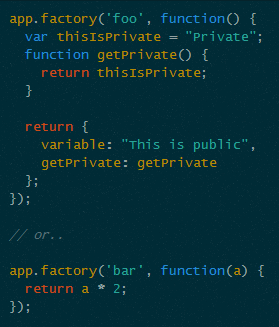 app.factory('foo', function() {
  var thisIsPrivate = "Private";
  function getPrivate() {
    return thisIsPrivate;
  }

  return {
    variable: "This is public",
    getPrivate: getPrivate
  };
});

// or..

app.factory('bar', function(a) {
  return a * 2;
});